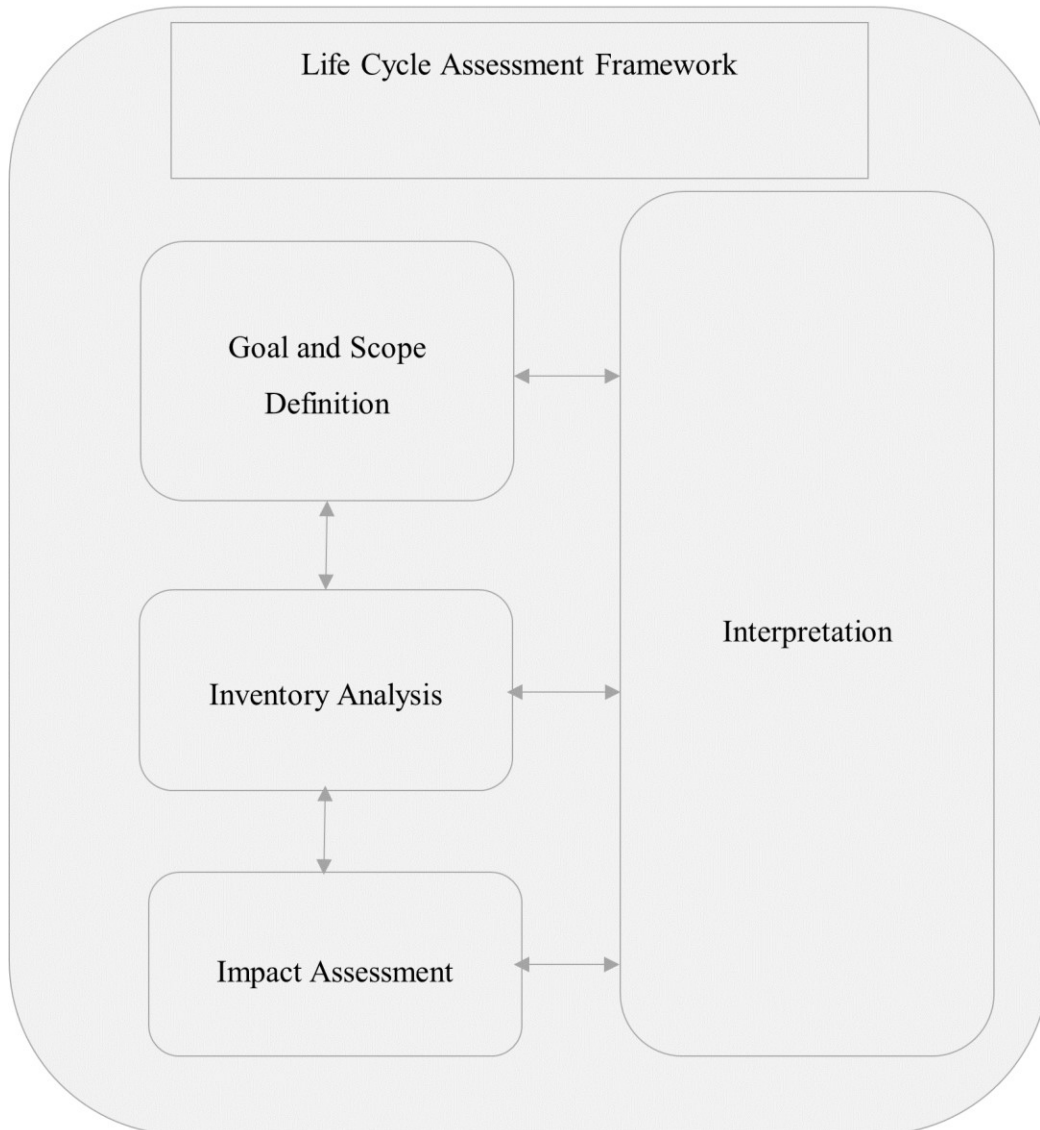 Life Cycle Assessment Framework
Goal and Scope
Definition
Inventory Analysis
Impact Assessment
Interpretation